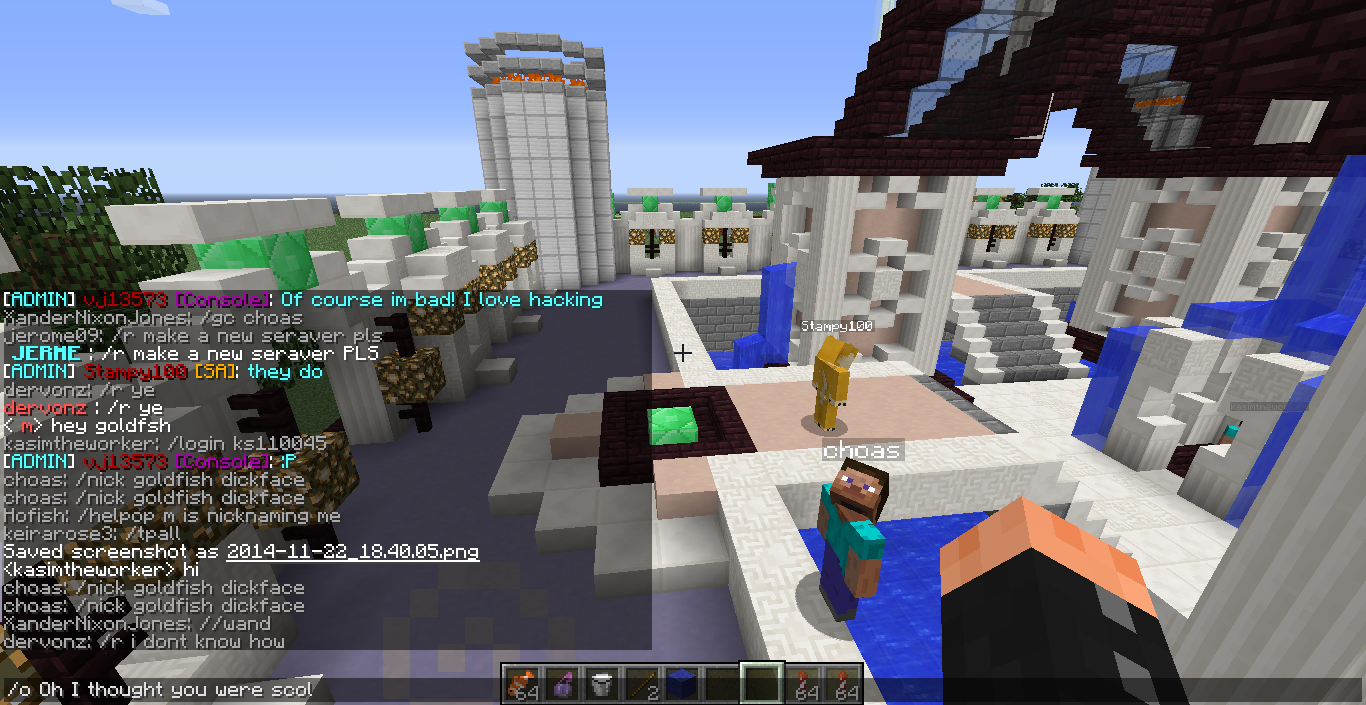 [ADMIN] vj13573 [Console]: Of course im bad! I love hacking
XanderNixonJones: /gc choas
jerome09: /r make a new seraver pls
JERME : /r make a new seraver PLS
[ADMIN] Stampy100 [SA]: they do
dervonz: /r ye
dervonz : /r ye
< m> hey goldfsh
kasimtheworker: /login ks110045
[ADMIN] vj13573 [Console]: :P
choas: /nick goldfish dickface
choas: /nick goldfish dickface
Hofish: /helpop m is nicknaming me
keirarose3: /tpall
Saved screenshot as 2014-11-22_18.40.05.png
<kasimtheworker> hi
choas: /nick goldfish dickface
choas: /nick goldfish dickface
XanderNixonJones: //wand
dervonz: /r i dont know how
/o Oh I thought you were scol
Stampy100
choas
64
2
64
64